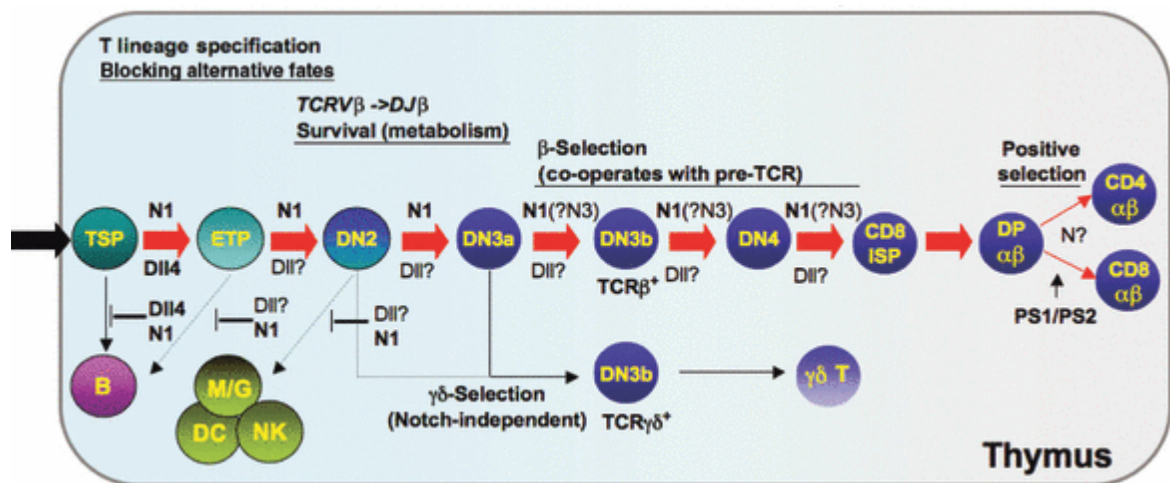 T lineage specification
Blocking alternative fates
TCRVβ ->DJβ
Survival (metabolism)
β-Selection
(co-operates with pre-TCR)
Positive
selection
N1
N1
N1
N1(?N3)
N1(?N3)
N1(?N3)
TSP
ETP
DN2
DN3a
DN3b
DN4
CD8
ISP
DP
αβ
CD4
αβ
N?
CD8
αβ
Dll4
Dll?
Dll?
Dll?
Dll?
Dll?
TCRβ⁺
PS1/PS2
Dll4
N1
Dll?
N1
Dll?
N1
B
M/G
DC
NK
γδ-Selection
(Notch-independent)
DN3b
TCRγδ⁺
γδ T
Thymus